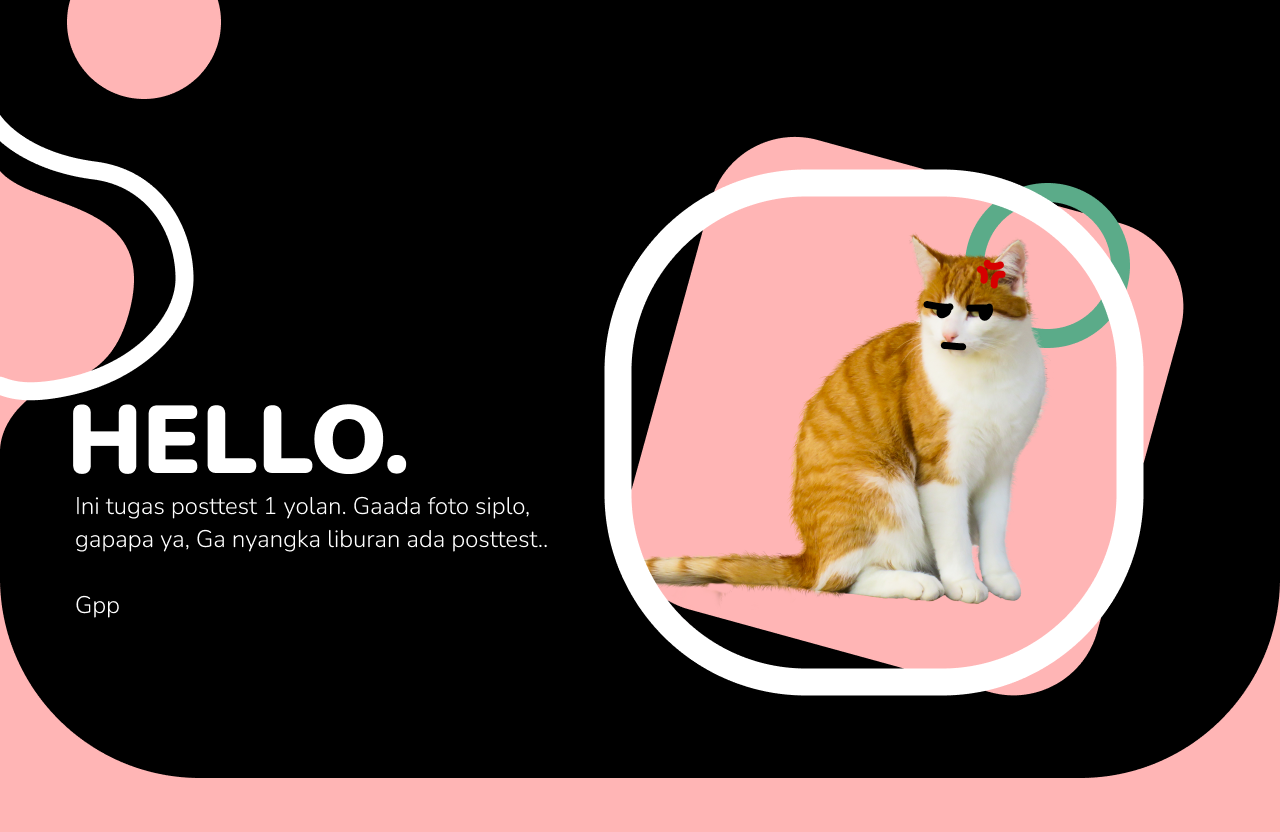 HELLO.
Ini tugas posttest 1 yolan. Gaada foto siplo,
gapapa ya, Ga nyangka liburan ada posttest..
Gpp